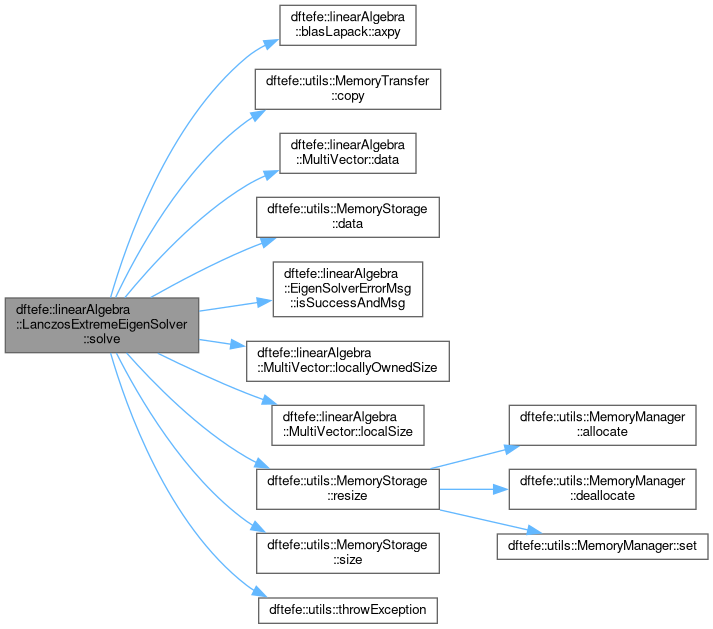 dftefe::linearAlgebra
::blasLapack::axpy
dftefe::utils::MemoryTransfer
::copy
dftefe::linearAlgebra
::MultiVector::data
dftefe::utils::MemoryStorage
::data
dftefe::linearAlgebra
::EigenSolverErrorMsg
::isSuccessAndMsg
dftefe::linearAlgebra
::LanczosExtremeEigenSolver
::solve
dftefe::linearAlgebra
::MultiVector::locallyOwnedSize
dftefe::linearAlgebra
::MultiVector::localSize
dftefe::utils::MemoryManager
::allocate
dftefe::utils::MemoryStorage
::resize
dftefe::utils::MemoryManager
::deallocate
dftefe::utils::MemoryManager::set
dftefe::utils::MemoryStorage
::size
dftefe::utils::throwException